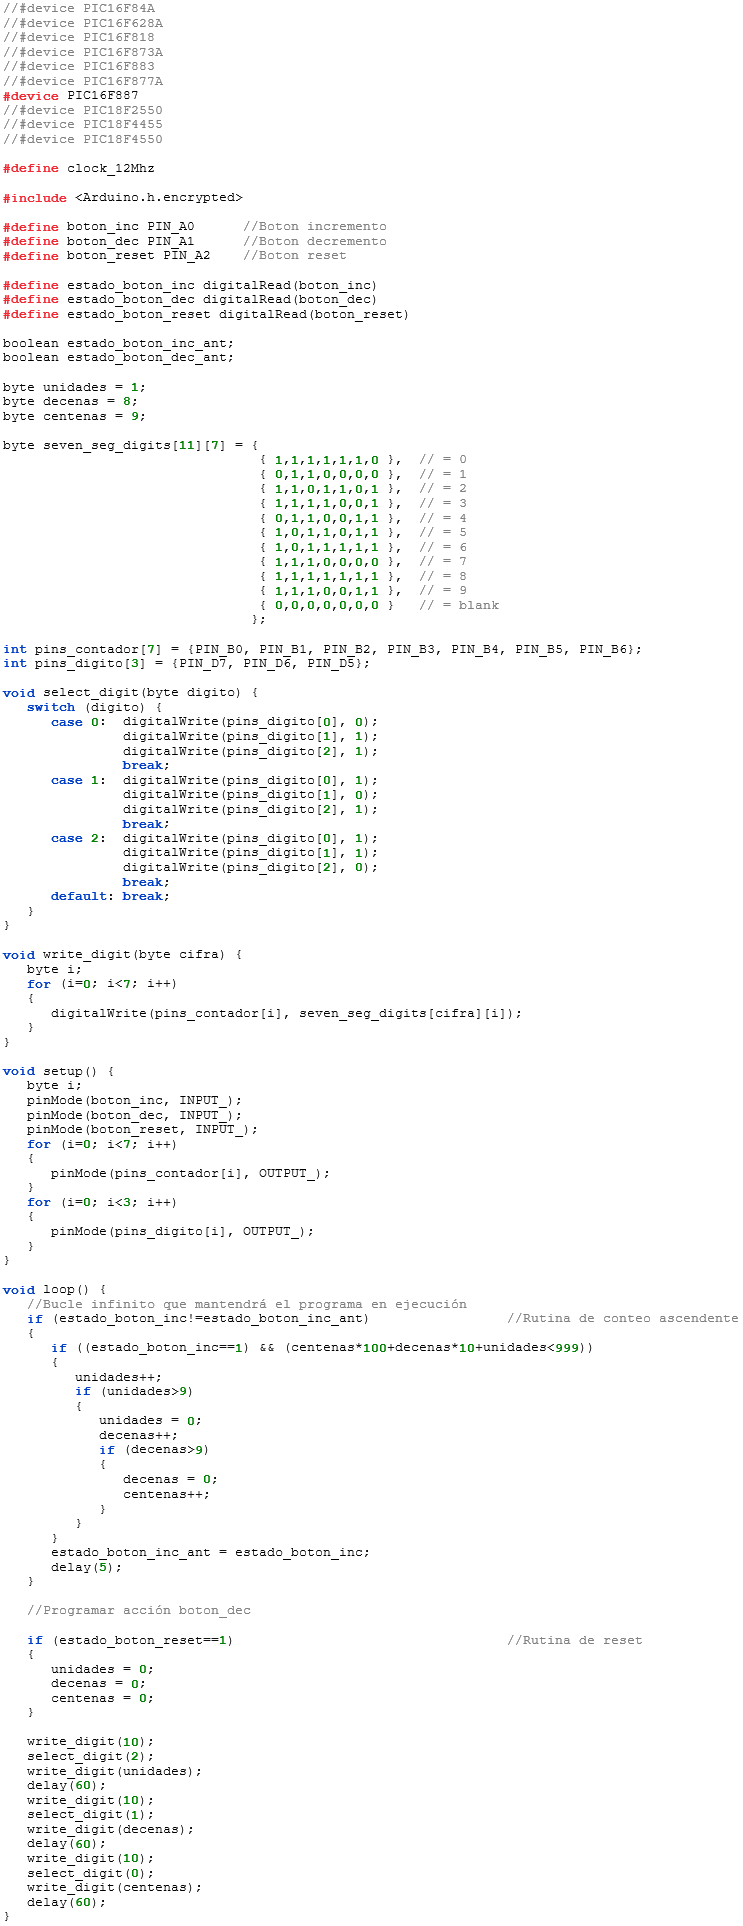 //#device PIC16F84A
//#device PIC16F628A
//#device PIC16F818
//#device PIC16F873A
//#device PIC16F883
//#device PIC16F877A
#device PIC16F887
//#device PIC18F2550
//#device PIC18F4455
//#device PIC18F4550

#define clock_12Mhz

#include <Arduino.h.encrypted>

#define boton_inc PIN_A0      //Boton incremento
#define boton_dec PIN_A1      //Boton decremento
#define boton_reset PIN_A2    //Boton reset

#define estado_boton_inc digitalRead(boton_inc)
#define estado_boton_dec digitalRead(boton_dec)
#define estado_boton_reset digitalRead(boton_reset)

boolean estado_boton_inc_ant;
boolean estado_boton_dec_ant;

byte unidades = 1;
byte decenas = 8;
byte centenas = 9;

byte seven_seg_digits[11][7] = {
                                { 1,1,1,1,1,1,0 },  // = 0
                                { 0,1,1,0,0,0,0 },  // = 1
                                { 1,1,0,1,1,0,1 },  // = 2
                                { 1,1,1,1,0,0,1 },  // = 3
                                { 0,1,1,0,0,1,1 },  // = 4
                                { 1,0,1,1,0,1,1 },  // = 5
                                { 1,0,1,1,1,1,1 },  // = 6
                                { 1,1,1,0,0,0,0 },  // = 7
                                { 1,1,1,1,1,1,1 },  // = 8
                                { 1,1,1,0,0,1,1 },  // = 9
                                { 0,0,0,0,0,0,0 }   // = blank
                               };

int pins_contador[7] = {PIN_B0, PIN_B1, PIN_B2, PIN_B3, PIN_B4, PIN_B5, PIN_B6};
int pins_digito[3] = {PIN_D7, PIN_D6, PIN_D5};

void select_digit(byte digito) {
   switch (digito) {
      case 0:  digitalWrite(pins_digito[0], 0);
               digitalWrite(pins_digito[1], 1);
               digitalWrite(pins_digito[2], 1);
               break;
      case 1:  digitalWrite(pins_digito[0], 1);
               digitalWrite(pins_digito[1], 0);
               digitalWrite(pins_digito[2], 1);
               break;
      case 2:  digitalWrite(pins_digito[0], 1);
               digitalWrite(pins_digito[1], 1);
               digitalWrite(pins_digito[2], 0);
               break;
      default: break;
   }
}

void write_digit(byte cifra) {
   byte i;
   for (i=0; i<7; i++)
   {
      digitalWrite(pins_contador[i], seven_seg_digits[cifra][i]);
   }
}

void setup() {
   byte i;
   pinMode(boton_inc, INPUT_);
   pinMode(boton_dec, INPUT_);
   pinMode(boton_reset, INPUT_);
   for (i=0; i<7; i++)
   {
      pinMode(pins_contador[i], OUTPUT_);
   }
   for (i=0; i<3; i++)
   {
      pinMode(pins_digito[i], OUTPUT_);
   }
}

void loop() {
   //Bucle infinito que mantendrá el programa en ejecución
   if (estado_boton_inc!=estado_boton_inc_ant)                 //Rutina de conteo ascendente
   {
      if ((estado_boton_inc==1) && (centenas*100+decenas*10+unidades<999))
      {
         unidades++;
         if (unidades>9)
         {
            unidades = 0;
            decenas++;
            if (decenas>9)
            {
               decenas = 0;
               centenas++;
            }
         }
      }
      estado_boton_inc_ant = estado_boton_inc;
      delay(5);
   }

   //Programar acción boton_dec

   if (estado_boton_reset==1)                                  //Rutina de reset
   {
      unidades = 0;
      decenas = 0;
      centenas = 0;
   }

   write_digit(10);
   select_digit(2);
   write_digit(unidades);
   delay(60);
   write_digit(10);
   select_digit(1);
   write_digit(decenas);
   delay(60);
   write_digit(10);
   select_digit(0);
   write_digit(centenas);
   delay(60);
}